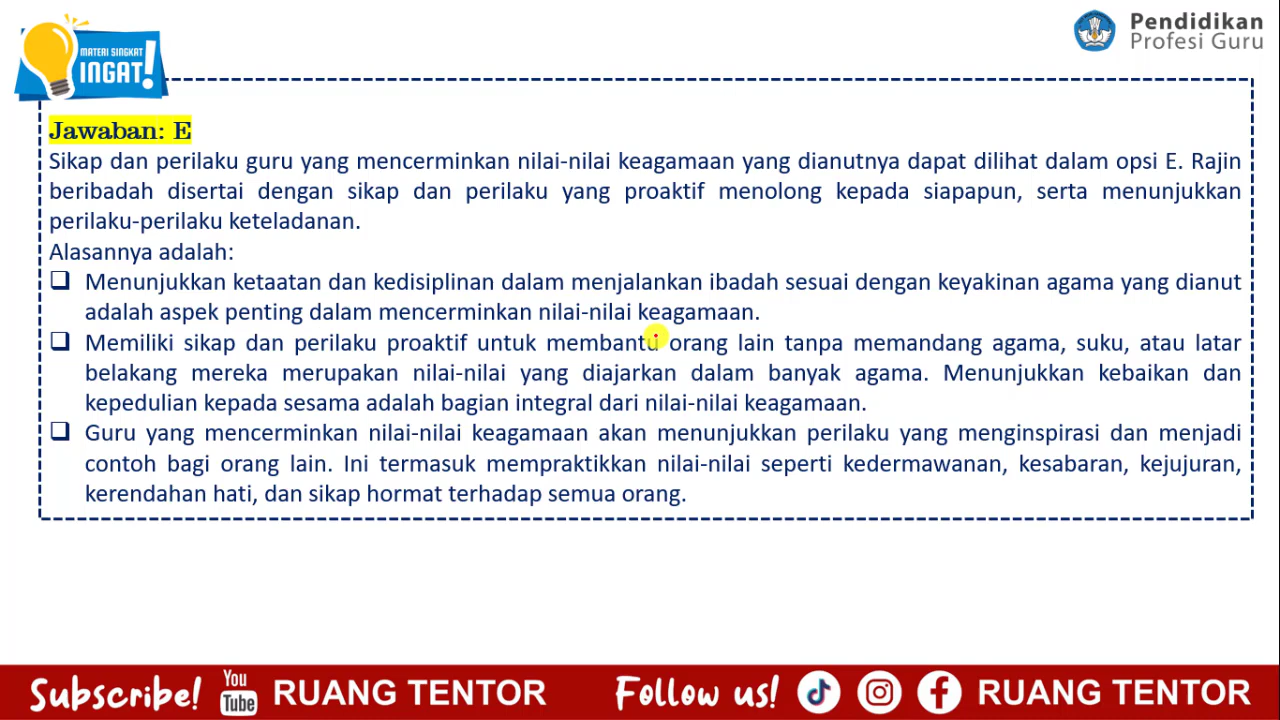 MATERI SINGKAT
INGAT!
Pendidikan
Profesi Guru
Jawaban: E
Sikap dan perilaku guru yang mencerminkan nilai-nilai keagamaan yang dianutnya dapat dilihat dalam opsi E. Rajin
beribadah disertai dengan sikap dan perilaku yang proaktif menolong kepada siapapun, serta menunjukkan
perilaku-perilaku keteladanan.
Alasannya adalah:
❑ Menunjukkan ketaatan dan kedisiplinan dalam menjalankan ibadah sesuai dengan keyakinan agama yang dianut
adalah aspek penting dalam mencerminkan nilai-nilai keagamaan.
❑ Memiliki sikap dan perilaku proaktif untuk membantu orang lain tanpa memandang agama, suku, atau latar
belakang mereka merupakan nilai-nilai yang diajarkan dalam banyak agama. Menunjukkan kebaikan dan
kepedulian kepada sesama adalah bagian integral dari nilai-nilai keagamaan.
❑ Guru yang mencerminkan nilai-nilai keagamaan akan menunjukkan perilaku yang menginspirasi dan menjadi
contoh bagi orang lain. Ini termasuk mempraktikkan nilai-nilai seperti kedermawanan, kesabaran, kejujuran,
kerendahan hati, dan sikap hormat terhadap semua orang.
Subscribe! You Tube RUANG TENTOR Follow us! RUANG TENTOR